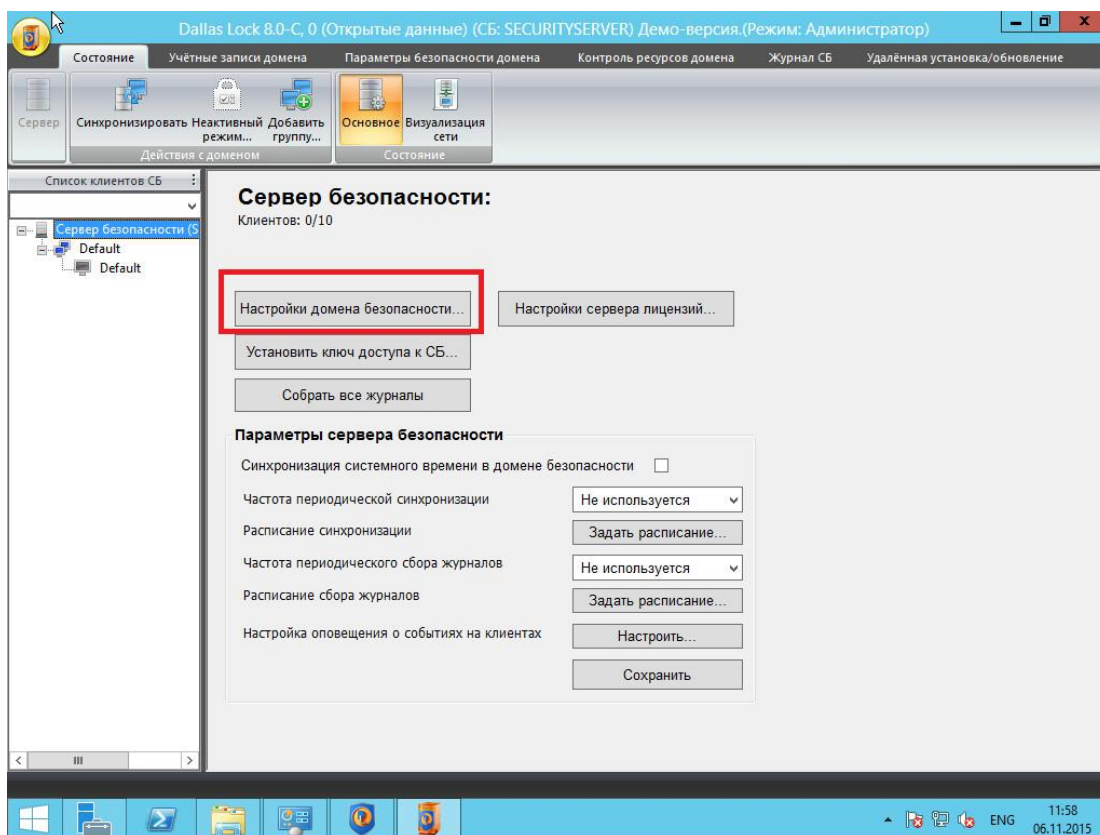 Dallas Lock 8.0-C, 0 (Открытые данные) (СБ: SECURITYSERVER) Демо-версия.(Режим: Администратор)
Состояние
Учётные записи домена
Параметры безопасности домена
Контроль ресурсов домена
Журнал СБ
Удалённая установка/обновление
Сервер
Синхронизировать
Неактивный режим...
Добавить группу...
Основное
Визуализация сети
Действия с доменом
Состояние
Список клиентов СБ
Сервер безопасности (S
Default
Default
Сервер безопасности:
Клиентов: 0/10
Настройки домена безопасности...
Настройки сервера лицензий...
Установить ключ доступа к СБ...
Собрать все журналы
Параметры сервера безопасности
Синхронизация системного времени в домене безопасности
Частота периодической синхронизации
Не используется
Расписание синхронизации
Задать расписание...
Частота периодического сбора журналов
Не используется
Расписание сбора журналов
Задать расписание...
Настройка оповещения о событиях на клиентах
Настроить...
Сохранить
ENG
11:58
06.11.2015